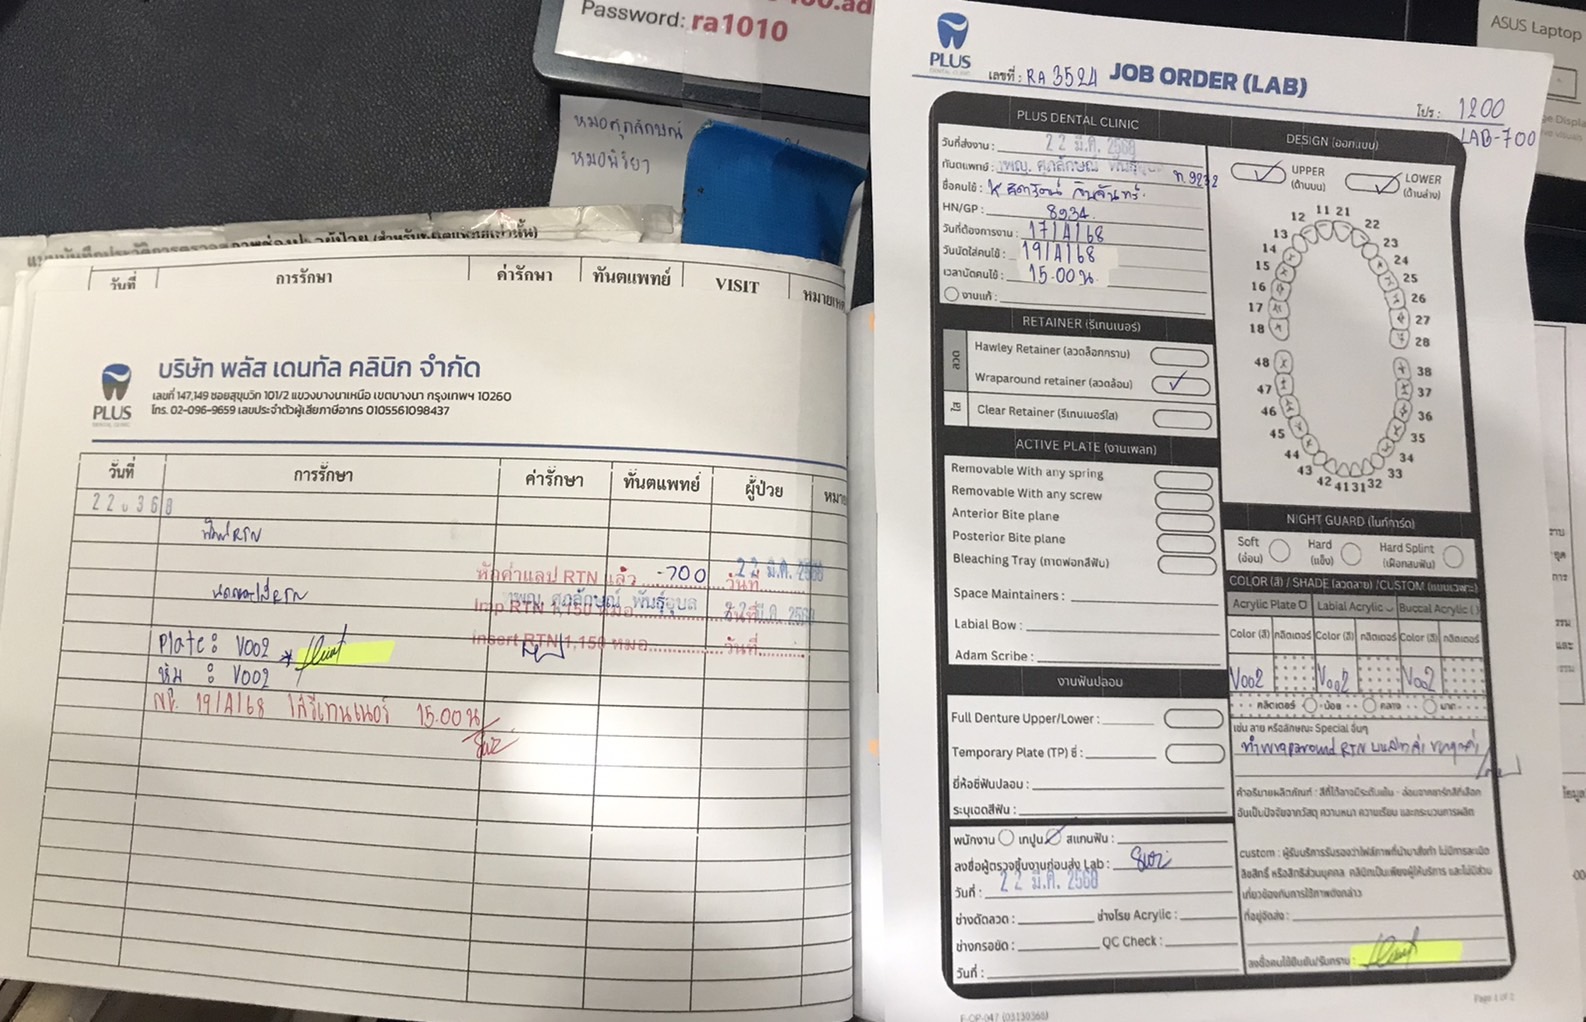 Password: ra1010
ASUS Laptop
หมอศุภลักษณ์
หมอพิริยา
วันที่ การรักษา ค่ารักษา ทันตแพทย์ VISIT หมายเหตุ
บริษัท พลัส เดนทัล คลินิก จำกัด
เลขที่ 147,149 ซอยสุขุมวิท 101/2 แขวงบางนาเหนือ เขตบางนา กรุงเทพฯ 10260
โทร. 02-096-9659 เลขประจำตัวผู้เสียภาษีอากร 0105561098437
PLUS
DENTAL CLINIC
วันที่ การรักษา ค่ารักษา ทันตแพทย์ ผู้ป่วย หมาย
พิมพ์ RTN
หักค่าแลป RTN แล้ว -700 วันที่ 22 มี.ค. 2568
นัดมาใส่ RTN
Imp RTN 1,150 หมอ วันที่ 22 มี.ค. 2568
ทพญ. ศุภลักษณ์ พันธุ์อุบล
insert RTN 1,150 หมอ วันที่
Plate : V002
หิ้ม : V002
NV. 19/4/68 ใส่รีเทนเนอร์ 15.00 น
PLUS
DENTAL CLINIC
เลขที่ : RA 3524 JOB ORDER (LAB)
โปร : 1200
LAB-700
PLUS DENTAL CLINIC
วันที่ส่งงาน : 22 มี.ค. 2568
ทันตแพทย์ : ทพญ. ศุภลักษณ์ พันธุ์อุบล ท.9232
ชื่อคนไข้ :
HN/GP : 8934
วันที่ต้องการงาน : 17/4/68
วันนัดใส่คนไข้ : 19/4/68
เวลานัดคนไข้ : 15.00 น.
งานแก้ :
RETAINER (รีเทนเนอร์)
ลวด
Hawley Retainer (ลวดล็อกกราม)
Wraparound retainer (ลวดล้อม)
ใส
Clear Retainer (รีเทนเนอร์ใส)
ACTIVE PLATE (งานเพลท)
Removable With any spring
Removable With any screw
Anterior Bite plane
Posterior Bite plane
Bleaching Tray (ถาดฟอกสีฟัน)
Space Maintainers :
Labial Bow :
Adam Scribe :
งานฟันปลอม
Full Denture Upper/Lower :
Temporary Plate (TP) ซี่ :
ยี่ห้อซี่ฟันปลอม :
ระบุเฉดสีฟัน :
พนักงาน เทปูน สแกนฟัน :
ลงชื่อผู้ตรวจชิ้นงานก่อนส่ง Lab :
วันที่ : 22 มี.ค. 2568
ช่างดัดลวด : ช่างโรย Acrylic :
ช่างกรอขัด : QC Check :
วันที่ :
F-OP-047 (03150368)
DESIGN (ออกแบบ)
UPPER (ด้านบน)
LOWER (ด้านล่าง)
11 21
12 22
13 23
14 24
15 25
16 26
17 27
18 28
48 38
47 37
46 36
45 35
44 34
43 33
42 41 31 32
NIGHT GUARD (ไนท์การ์ด)
Soft (อ่อน) Hard (แข็ง) Hard Splint (เฝือกสบฟัน)
COLOR (สี) / SHADE (ลวดลาย) /CUSTOM (แบบเฉพาะ)
Acrylic Plate Labial Acrylic Buccal Acrylic ( )
Color (สี) กลิตเตอร์ Color (สี) กลิตเตอร์ Color (สี) กลิตเตอร์
V002 V002 V002
กลิตเตอร์ น้อย กลาง มาก
เช่น ลาย หรือลักษณะ Special อื่นๆ
ทำ wraparound RTN
คำอธิบายผลิตภัณฑ์ : สีที่ได้อาจมีระดับเข้ม - อ่อนจากชาร์ทสีที่เลือก
อันเป็นปัจจัยจากวัสดุ ความหนา ความเรียบ และกระบวนการผลิต
custom : ผู้รับบริการรับรองว่าไฟล์ภาพที่นำมาสั่งทำ ไม่มีการละเมิด
ลิขสิทธิ์ หรือสิทธิส่วนบุคคล คลินิกเป็นเพียงผู้ให้บริการ และไม่มีส่วน
เกี่ยวข้องกับการใช้ภาพดังกล่าว
ที่อยู่จัดส่ง :
ลงชื่อคนไข้ยืนยัน/รับทราบ :
Page 1 of 2